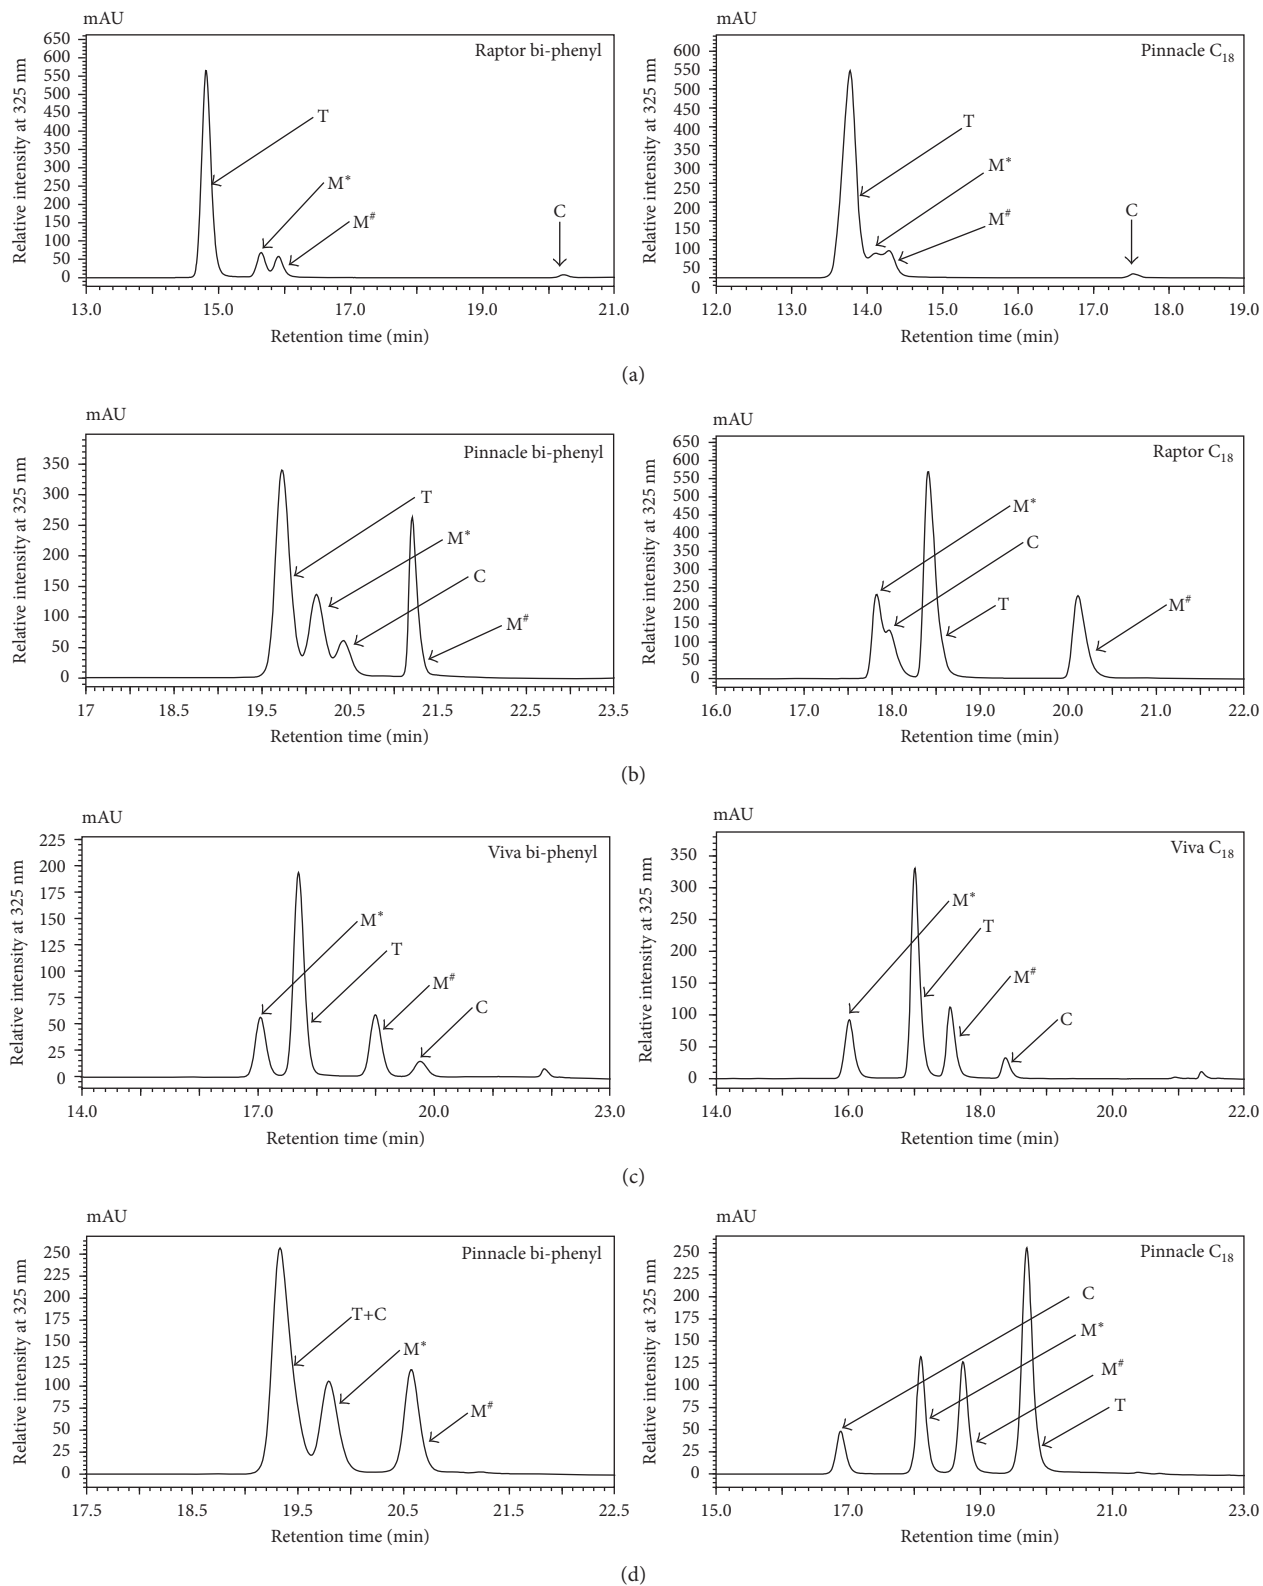 mAU
Raptor bi-phenyl
Relative intensity at 325 nm
650
600
550
500
450
400
350
300
250
200
150
100
50
0
T
M*
M#
C
13.0 15.0 17.0 19.0 21.0
Retention time (min)
mAU
Pinnacle C18
Relative intensity at 325 nm
600
550
500
450
400
350
300
250
200
150
100
50
0
T
M*
M#
C
12.0 13.0 14.0 15.0 16.0 17.0 18.0 19.0
Retention time (min)
(a)
mAU
Pinnacle bi-phenyl
Relative intensity at 325 nm
350
300
250
200
150
100
50
0
T
M*
C
M#
17 18.5 19.5 20.5 21.5 22.5 23.5
Retention time (min)
mAU
Raptor C18
Relative intensity at 325 nm
650
600
550
500
450
400
350
300
250
200
150
100
50
0
M*
C
T
M#
16.0 17.0 18.0 19.0 20.0 21.0 22.0
Retention time (min)
(b)
mAU
Viva bi-phenyl
Relative intensity at 325 nm
225
200
175
150
125
100
75
50
25
0
M*
T
M#
C
14.0 17.0 20.0 23.0
Retention time (min)
mAU
Viva C18
Relative intensity at 325 nm
350
300
250
200
150
100
50
0
M*
T
M#
C
14.0 16.0 18.0 20.0 22.0
Retention time (min)
(c)
mAU
Pinnacle bi-phenyl
Relative intensity at 325 nm
250
225
200
175
150
125
100
75
50
25
0
T+C
M*
M#
17.5 19.5 20.5 22.5
Retention time (min)
mAU
Pinnacle C18
Relative intensity at 325 nm
250
225
200
175
150
125
100
75
50
25
0
C
M*
M#
T
15.0 17.0 19.0 21.0 23.0
Retention time (min)
(d)